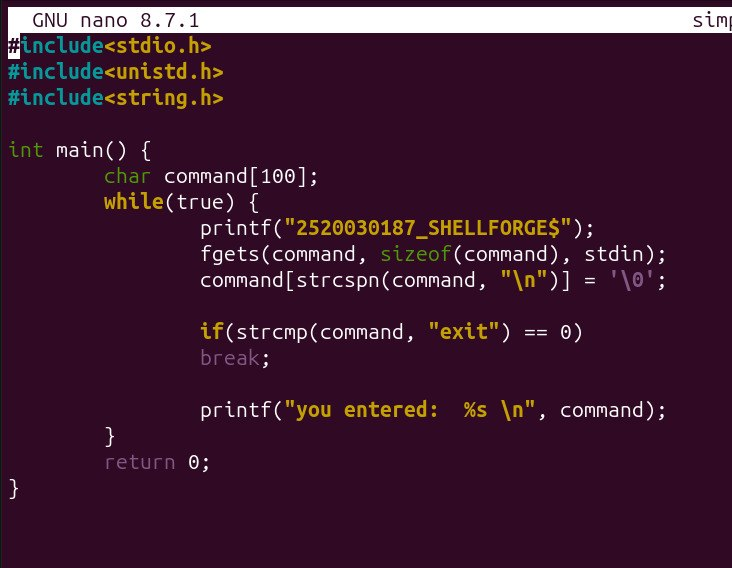 GNU nano 8.7.1 simp
#include<stdio.h>
#include<unistd.h>
#include<string.h>
int main() {
char command[100];
while(true) {
printf("2520030187_SHELLFORGE$");
fgets(command, sizeof(command), stdin);
command[strcspn(command, "\n")] = '\0';
if(strcmp(command, "exit") == 0)
break;
printf("you entered:  %s \n", command);
}
return 0;
}